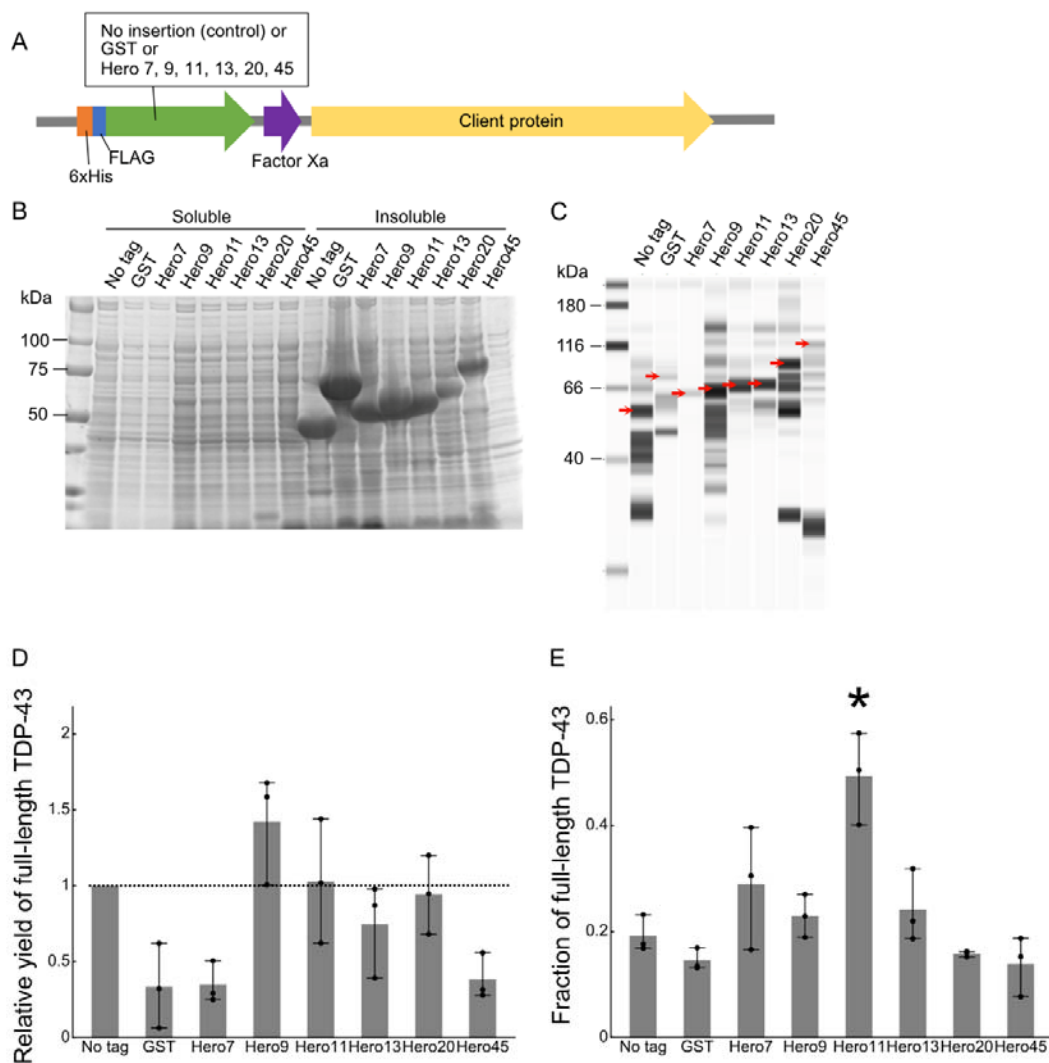 A
No insertion (control) or
GST or
Hero 7, 9, 11, 13, 20, 45
Client protein
FLAG
Factor Xa
6xHis
B
Soluble
Insoluble
No tag
GST
Hero7
Hero9
Hero11
Hero13
Hero20
Hero45
No tag
GST
Hero7
Hero9
Hero11
Hero13
Hero20
Hero45
kDa
100
75
50
C
No tag
GST
Hero7
Hero9
Hero11
Hero13
Hero20
Hero45
kDa
180
116
66
40
D
Relative yield of full-length TDP-43
2
1.5
1
0.5
0
No tag GST Hero7 Hero9 Hero11 Hero13 Hero20 Hero45
E
Fraction of full-length TDP-43
0.6
0.4
0.2
0
*
No tag GST Hero7 Hero9 Hero11 Hero13 Hero20 Hero45